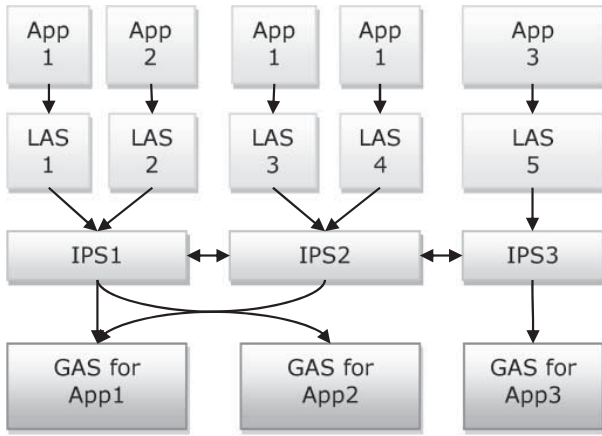 App
1
App
2
App
1
App
1
App
3
LAS
1
LAS
2
LAS
3
LAS
4
LAS
5
IPS1
IPS2
IPS3
GAS for
App1
GAS for
App2
GAS for
App3